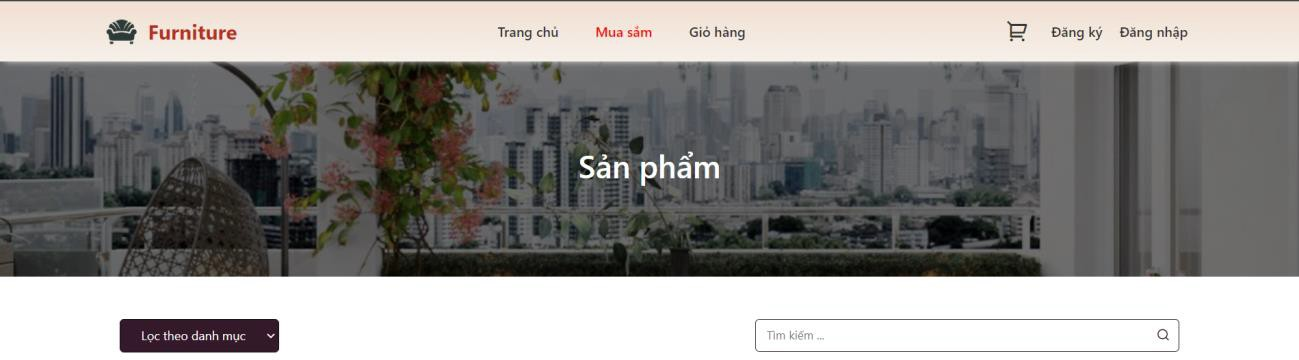 Furniture
Trang chủ
Mua sắm
Giỏ hàng
Đăng ký
Đăng nhập
Sản phẩm
Lọc theo danh mục
Tìm kiếm ...